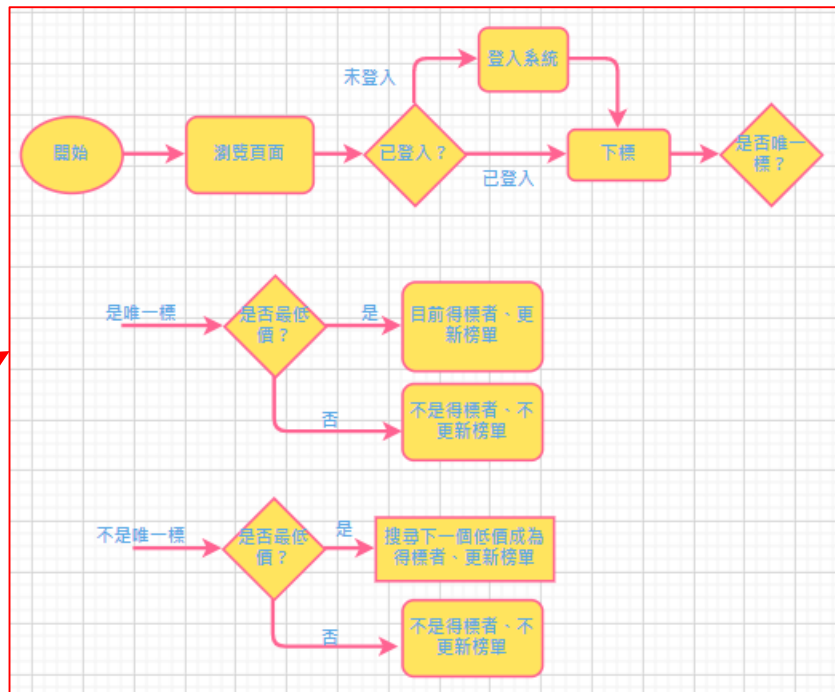 登入系統
未登入
開始
瀏覽頁面
已登入？
下標
是否唯一
標？
已登入
是唯一標
是否最低
價？
是
目前得標者、更
新榜單
否
不是得標者、不
更新榜單
不是唯一標
是否最低
價？
是
搜尋下一個低價成為
得標者、更新榜單
否
不是得標者、不
更新榜單